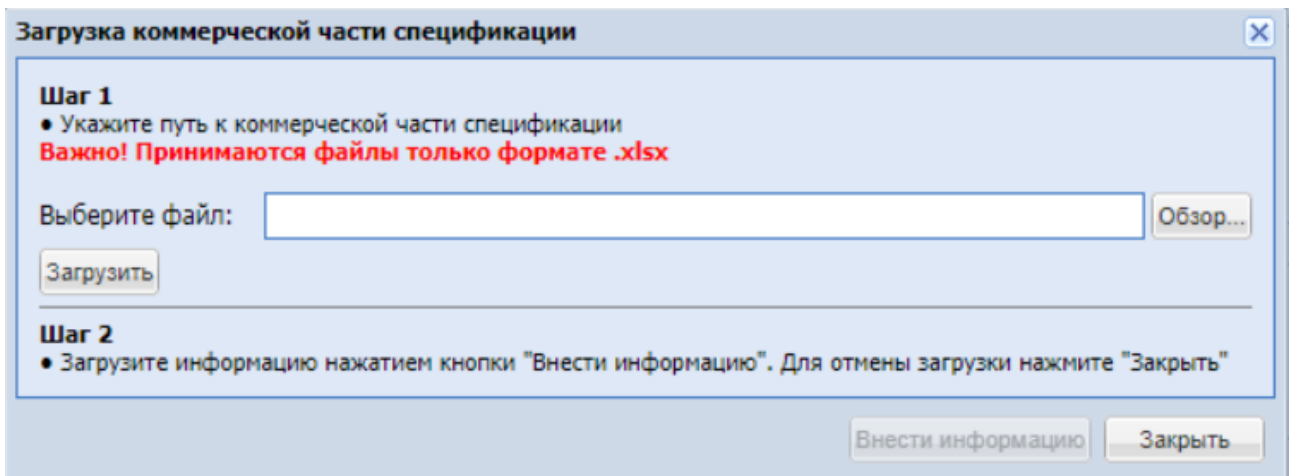 Загрузка коммерческой части спецификации
Шаг 1
• Укажите путь к коммерческой части спецификации
Важно! Принимаются файлы только формате .xlsx
Выберите файл:
Обзор...
Загрузить
Шаг 2
• Загрузите информацию нажатием кнопки "Внести информацию". Для отмены загрузки нажмите "Закрыть"
Внести информацию
Закрыть